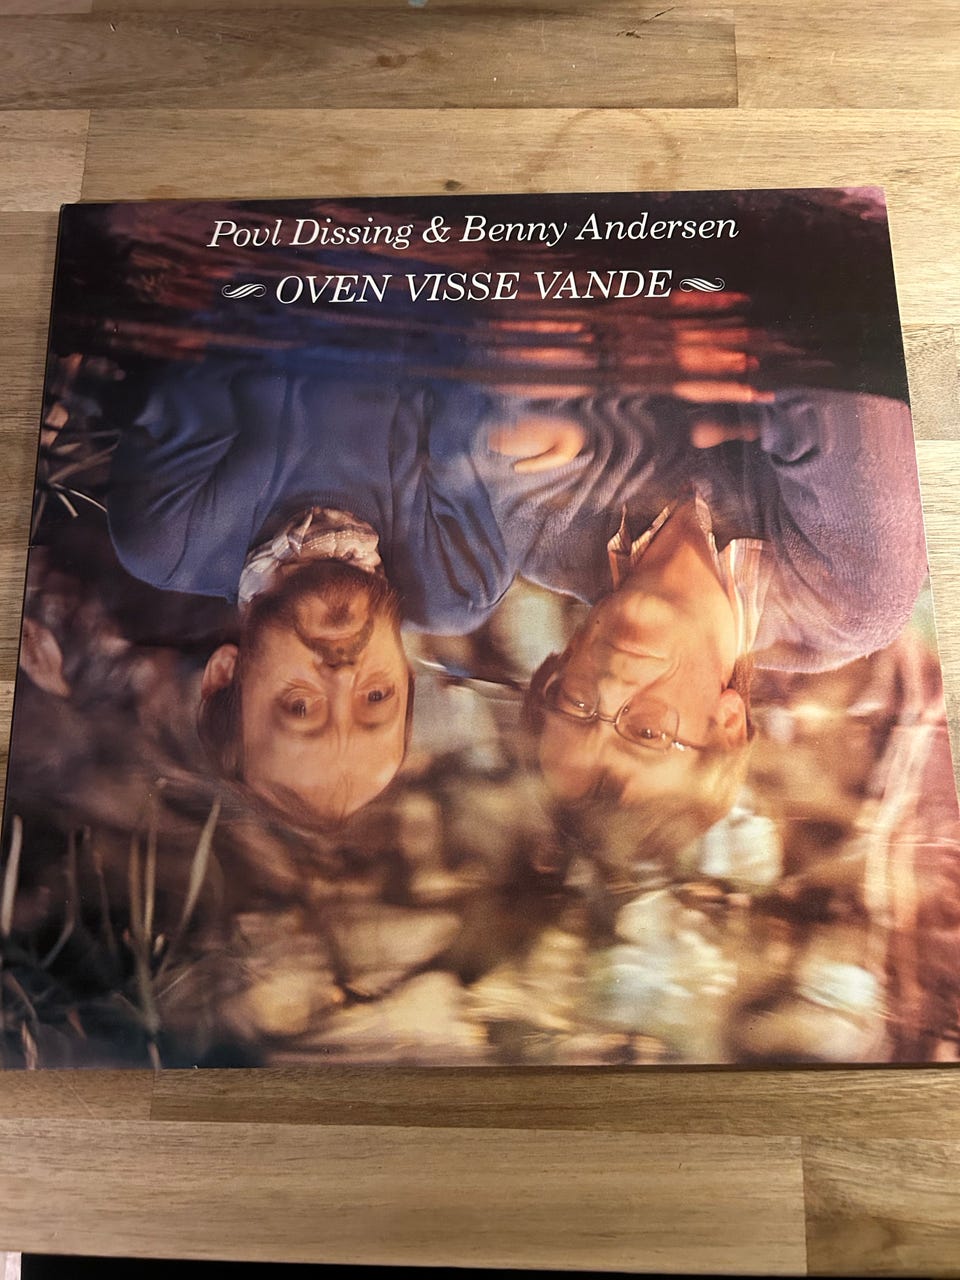 Povl Dissing & Benny Andersen
OVEN VISSE VANDE